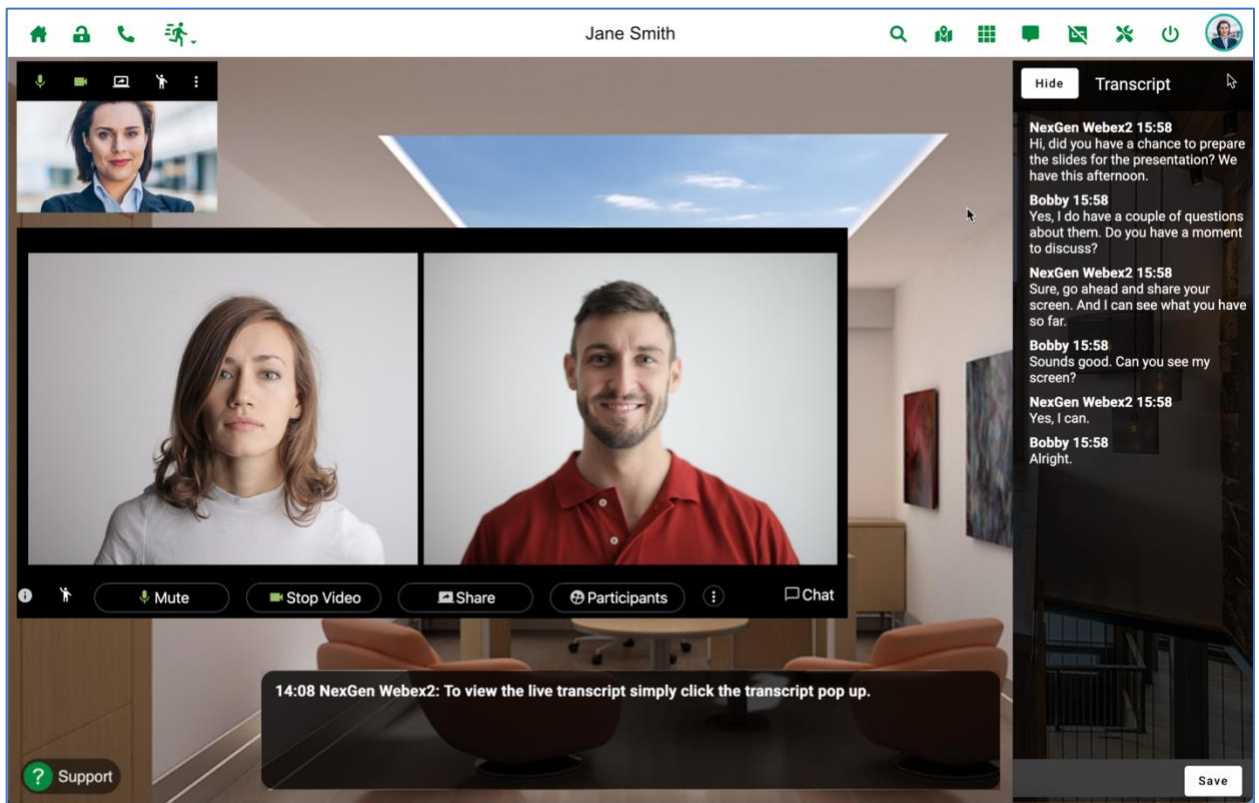 Jane Smith
Hide
Transcript
NexGen Webex2 15:58
Hi, did you have a chance to prepare
the slides for the presentation? We
have this afternoon.
Bobby 15:58
Yes, I do have a couple of questions
about them. Do you have a moment
to discuss?
NexGen Webex2 15:58
Sure, go ahead and share your
screen. And I can see what you have
so far.
Bobby 15:58
Sounds good. Can you see my
screen?
NexGen Webex2 15:58
Yes, I can.
Bobby 15:58
Alright.
Mute
Stop Video
Share
Participants
Chat
14:08 NexGen Webex2: To view the live transcript simply click the transcript pop up.
? Support
Save